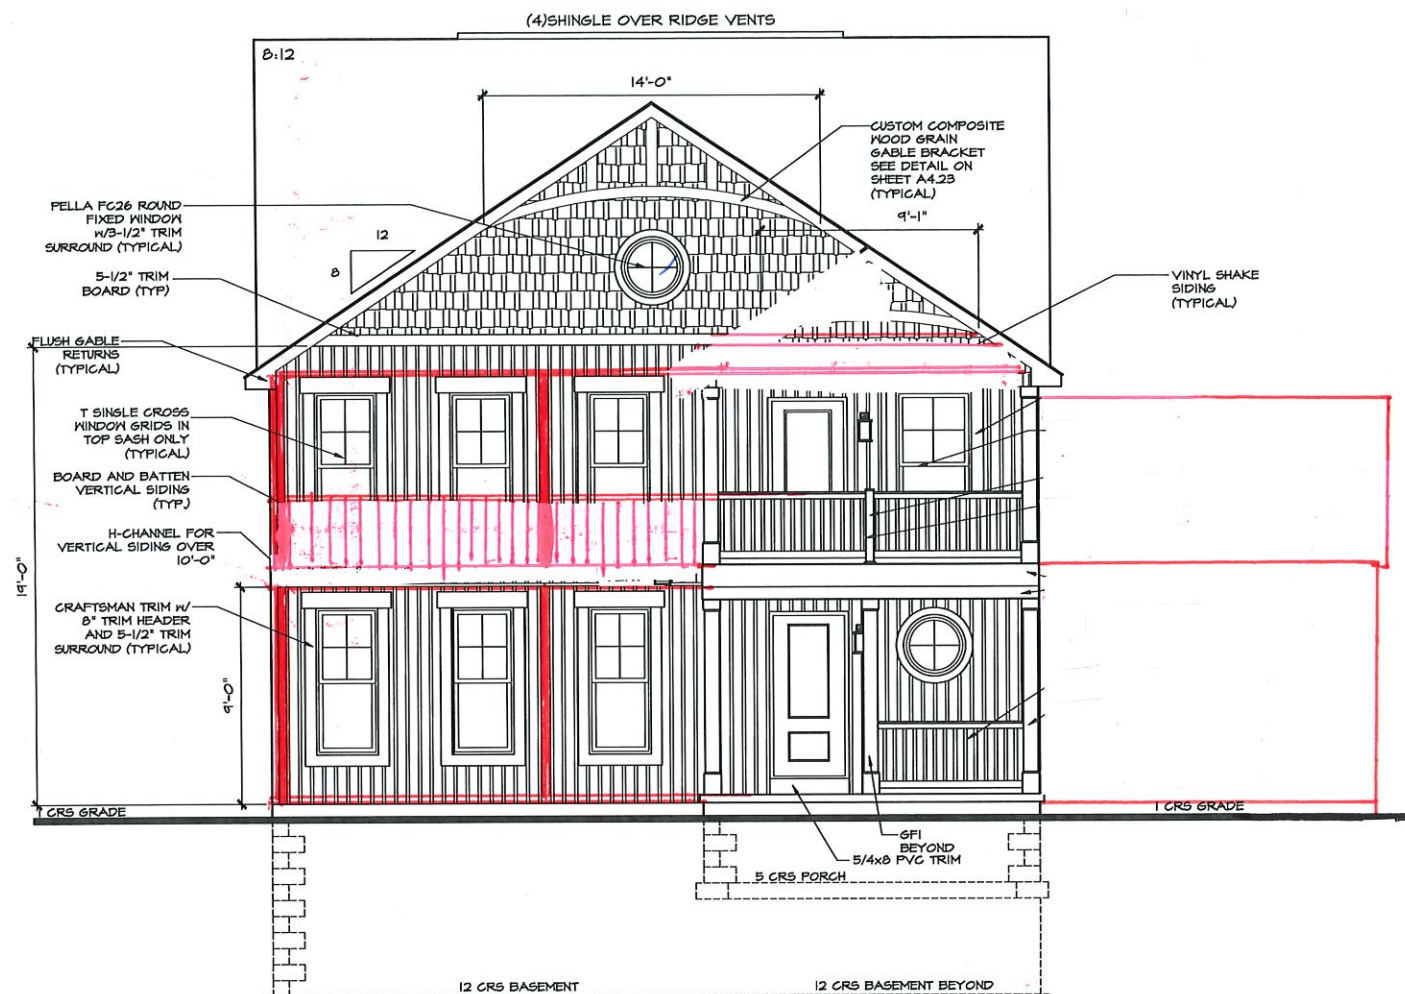 (4)SHINGLE OVER RIDGE VENTS
8:12
14'-0"
CUSTOM COMPOSITE
WOOD GRAIN
GABLE BRACKET
SEE DETAIL ON
SHEET A4.23
(TYPICAL)
9'-1"
PELLA FC26 ROUND
FIXED WINDOW
W/3-1/2" TRIM
SURROUND (TYPICAL)
12
8
5-1/2" TRIM
BOARD (TYP)
VINYL SHAKE
SIDING
(TYPICAL)
FLUSH GABLE
RETURNS
(TYPICAL)
T SINGLE CROSS
WINDOW GRIDS IN
TOP SASH ONLY
(TYPICAL)
BOARD AND BATTEN
VERTICAL SIDING
(TYP.)
H-CHANNEL FOR
VERTICAL SIDING OVER
10'-0"
19'-0"
CRAFTSMAN TRIM W/
8" TRIM HEADER
AND 5-1/2" TRIM
SURROUND (TYPICAL)
9'-0"
1 CRS GRADE
1 CRS GRADE
GFI
BEYOND
5/4x8 PVC TRIM
5 CRS PORCH
12 CRS BASEMENT
12 CRS BASEMENT BEYOND